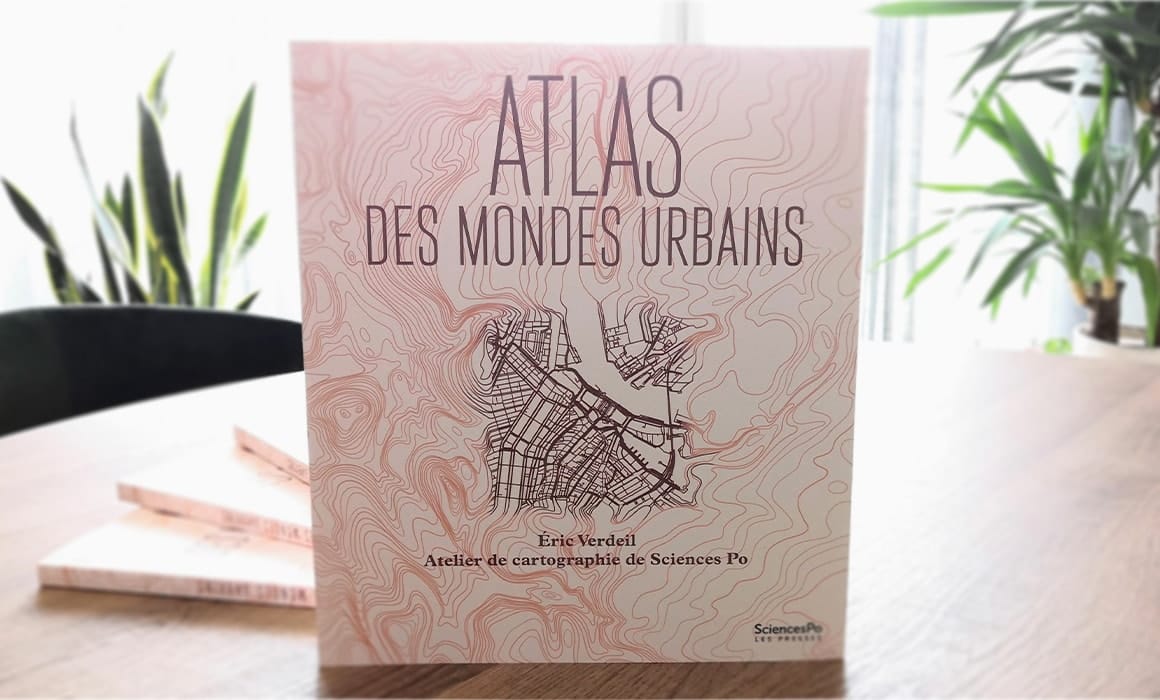 ATLAS
DES MONDES URBAINS
Éric Verdeil
Atelier de cartographie de Sciences Po
SciencesPo
LES PRESSES